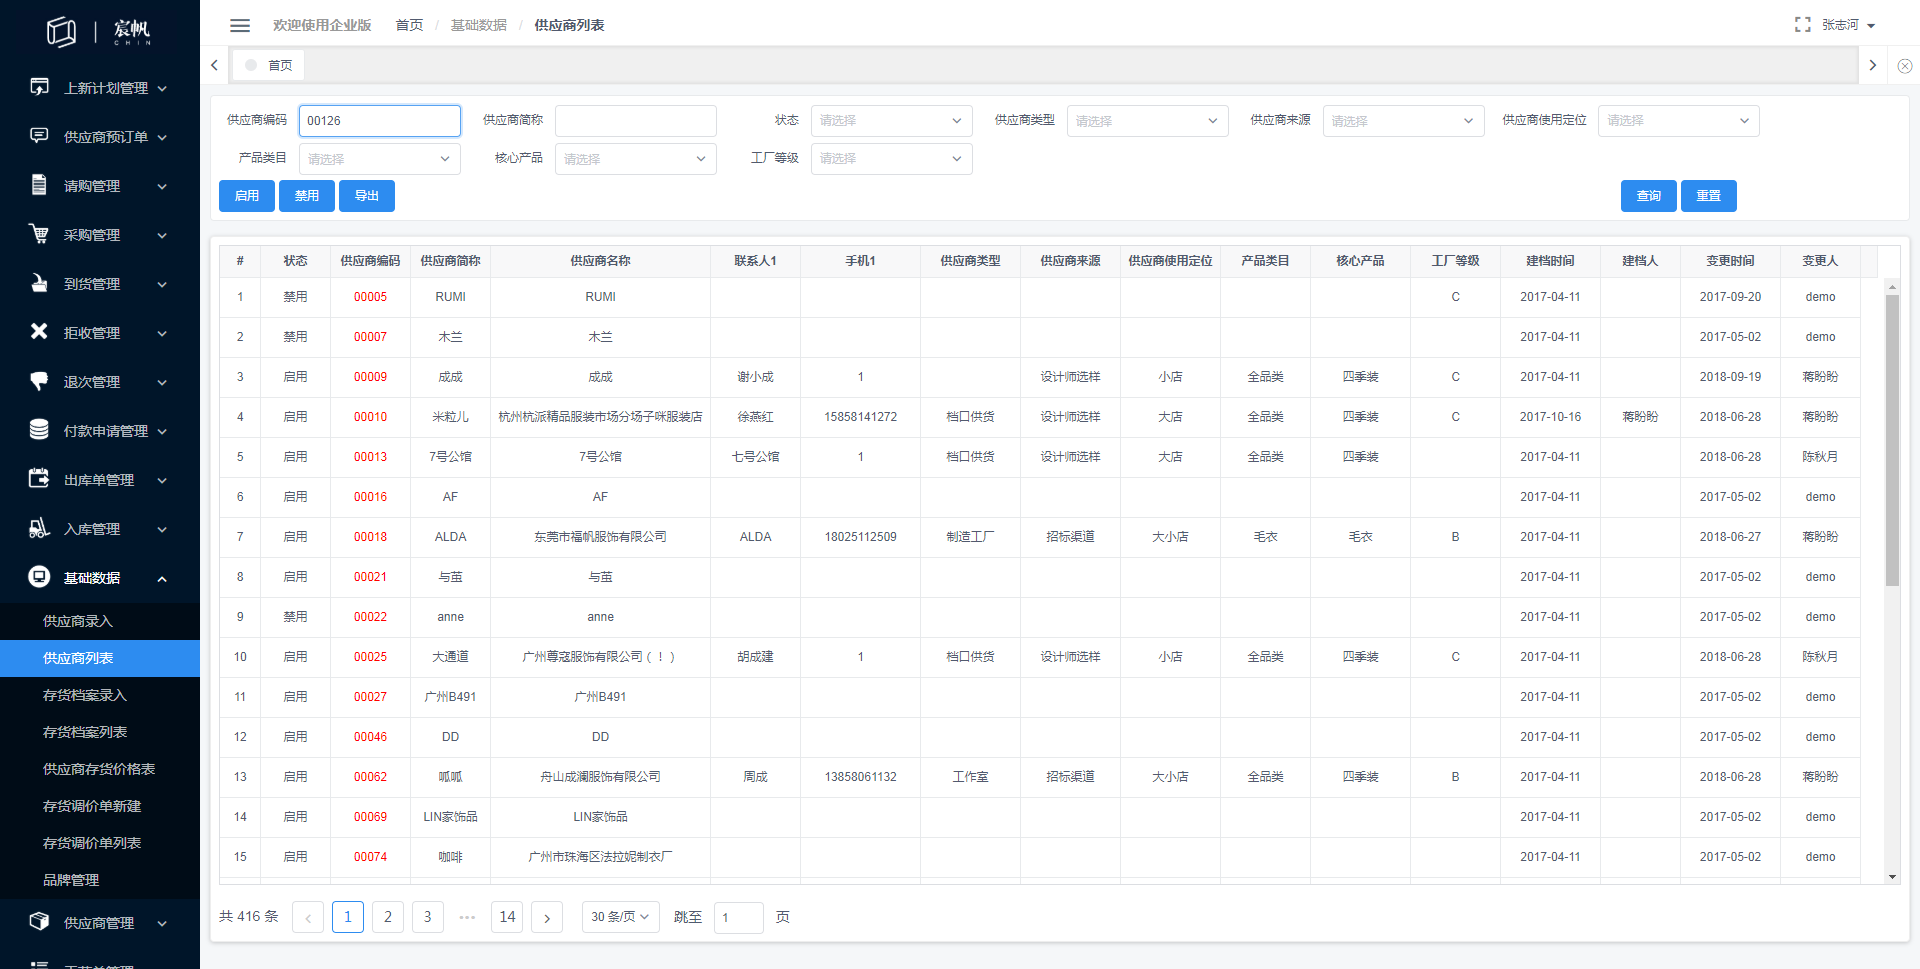 宸帆
CHIN
欢迎使用企业版 首页 / 基础数据 / 供应商列表
张志河
首页
上新计划管理
供应商预订单
请购管理
采购管理
到货管理
拒收管理
退次管理
付款申请管理
出库单管理
入库管理
基础数据
供应商录入
供应商列表
存货档案录入
存货档案列表
供应商存货价格表
存货调价单新建
存货调价单列表
品牌管理
供应商管理
供应商编码 00126 供应商简称 状态 请选择 供应商类型 请选择 供应商来源 请选择 供应商使用定位 请选择
产品类目 请选择 核心产品 请选择 工厂等级 请选择
启用 禁用 导出 查询 重置
# 状态 供应商编码 供应商简称 供应商名称 联系人1 手机1 供应商类型 供应商来源 供应商使用定位 产品类目 核心产品 工厂等级 建档时间 建档人 变更时间 变更人
1 禁用 00005 RUMI RUMI C 2017-04-11 2017-09-20 demo
2 禁用 00007 木兰 木兰 2017-04-11 2017-05-02 demo
3 启用 00009 成成 成成 谢小成 1 设计师选样 小店 全品类 四季装 C 2017-04-11 2018-09-19 蒋盼盼
4 启用 00010 米粒儿 杭州杭派精品服装市场分场子咪服装店 徐燕红 15858141272 档口供货 设计师选样 大店 全品类 四季装 C 2017-10-16 蒋盼盼 2018-06-28 蒋盼盼
5 启用 00013 7号公馆 7号公馆 七号公馆 1 档口供货 设计师选样 大店 全品类 四季装 2017-04-11 2018-06-28 陈秋月
6 启用 00016 AF AF 2017-04-11 2017-05-02 demo
7 启用 00018 ALDA 东莞市福帆服饰有限公司 ALDA 18025112509 制造工厂 招标渠道 大小店 毛衣 毛衣 B 2017-04-11 2018-06-27 蒋盼盼
8 启用 00021 与茧 与茧 2017-04-11 2017-05-02 demo
9 禁用 00022 anne anne 2017-04-11 2017-05-02 demo
10 启用 00025 大通道 广州尊寇服饰有限公司（！） 胡成建 1 档口供货 设计师选样 小店 全品类 四季装 C 2017-04-11 2018-06-28 陈秋月
11 启用 00027 广州B491 广州B491 2017-04-11 2017-05-02 demo
12 启用 00046 DD DD 2017-04-11 2017-05-02 demo
13 启用 00062 呱呱 舟山成澜服饰有限公司 周成 13858061132 工作室 招标渠道 大小店 全品类 四季装 B 2017-04-11 2018-06-28 蒋盼盼
14 启用 00069 LIN家饰品 LIN家饰品 2017-04-11 2017-05-02 demo
15 启用 00074 咖啡 广州市珠海区法拉妮制衣厂 2017-04-11 2017-05-02 demo
共 416 条 1 2 3 ••• 14 30 条/页 跳至 1 页